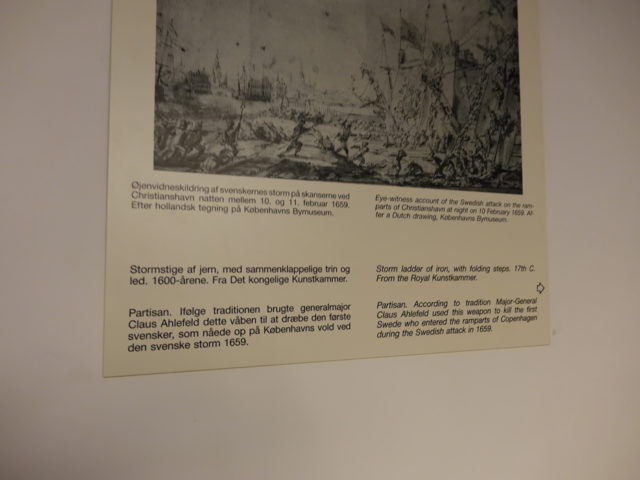 Øjenvidneskildring af svenskernes storm på skanserne ved
Christianshavn natten mellem 10. og 11. februar 1659.
Efter hollandsk tegning på Københavns Bymuseum.
Eye-witness account of the Swedish attack on the ram-
parts of Christianshavn at night on 10 February 1659. Af-
ter a Dutch drawing, Københavns Bymuseum.
Stormstige af jern, med sammenklappelige trin og
led. 1600-årene. Fra Det kongelige Kunstkammer.
Storm ladder of iron, with folding steps. 17th C.
From the Royal Kunstkammer.
Partisan. Ifølge traditionen brugte generalmajor
Claus Ahlefeld dette våben til at dræbe den første
svensker, som nåede op på Københavns vold ved
den svenske storm 1659.
Partisan. According to tradition Major-General
Claus Ahlefeld used this weapon to kill the first
Swede who entered the ramparts of Copenhagen
during the Swedish attack in 1659.